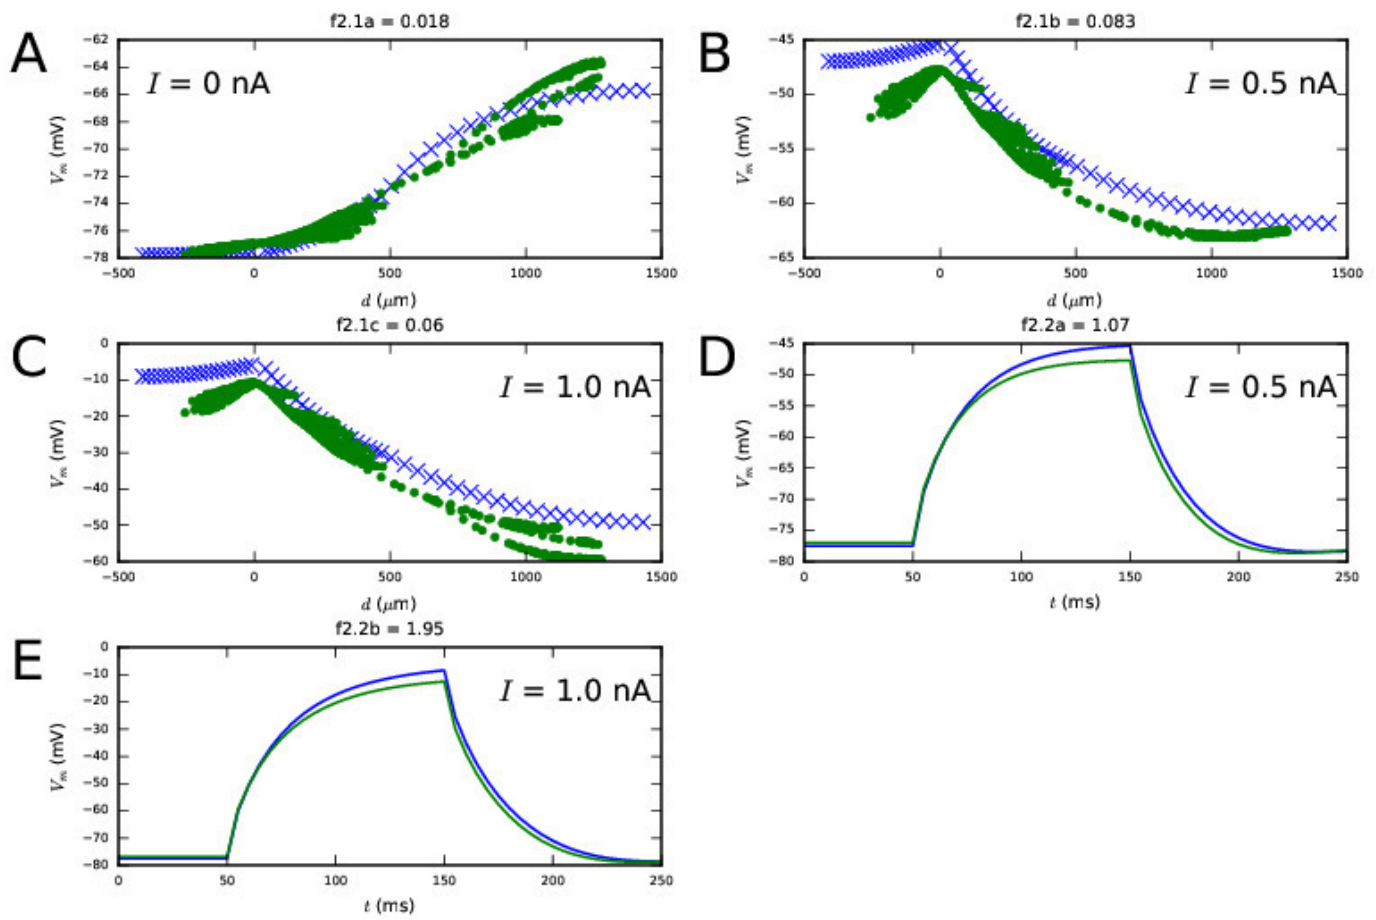 A
f2.1a = 0.018
I = 0 nA
−62
−64
−66
−68
−70
−72
−74
−76
−78
V_m (mV)
−500
0
500
1000
1500
d (μm)
B
f2.1b = 0.083
I = 0.5 nA
−45
−50
−55
−60
−65
V_m (mV)
−500
0
500
1000
1500
d (μm)
C
f2.1c = 0.06
I = 1.0 nA
0
−10
−20
−30
−40
−50
−60
V_m (mV)
−500
0
500
1000
1500
d (μm)
D
f2.2a = 1.07
I = 0.5 nA
−45
−50
−55
−60
−65
−70
−75
−80
V_m (mV)
0
50
100
150
200
250
t (ms)
E
f2.2b = 1.95
I = 1.0 nA
0
−10
−20
−30
−40
−50
−60
−70
−80
V_m (mV)
0
50
100
150
200
250
t (ms)